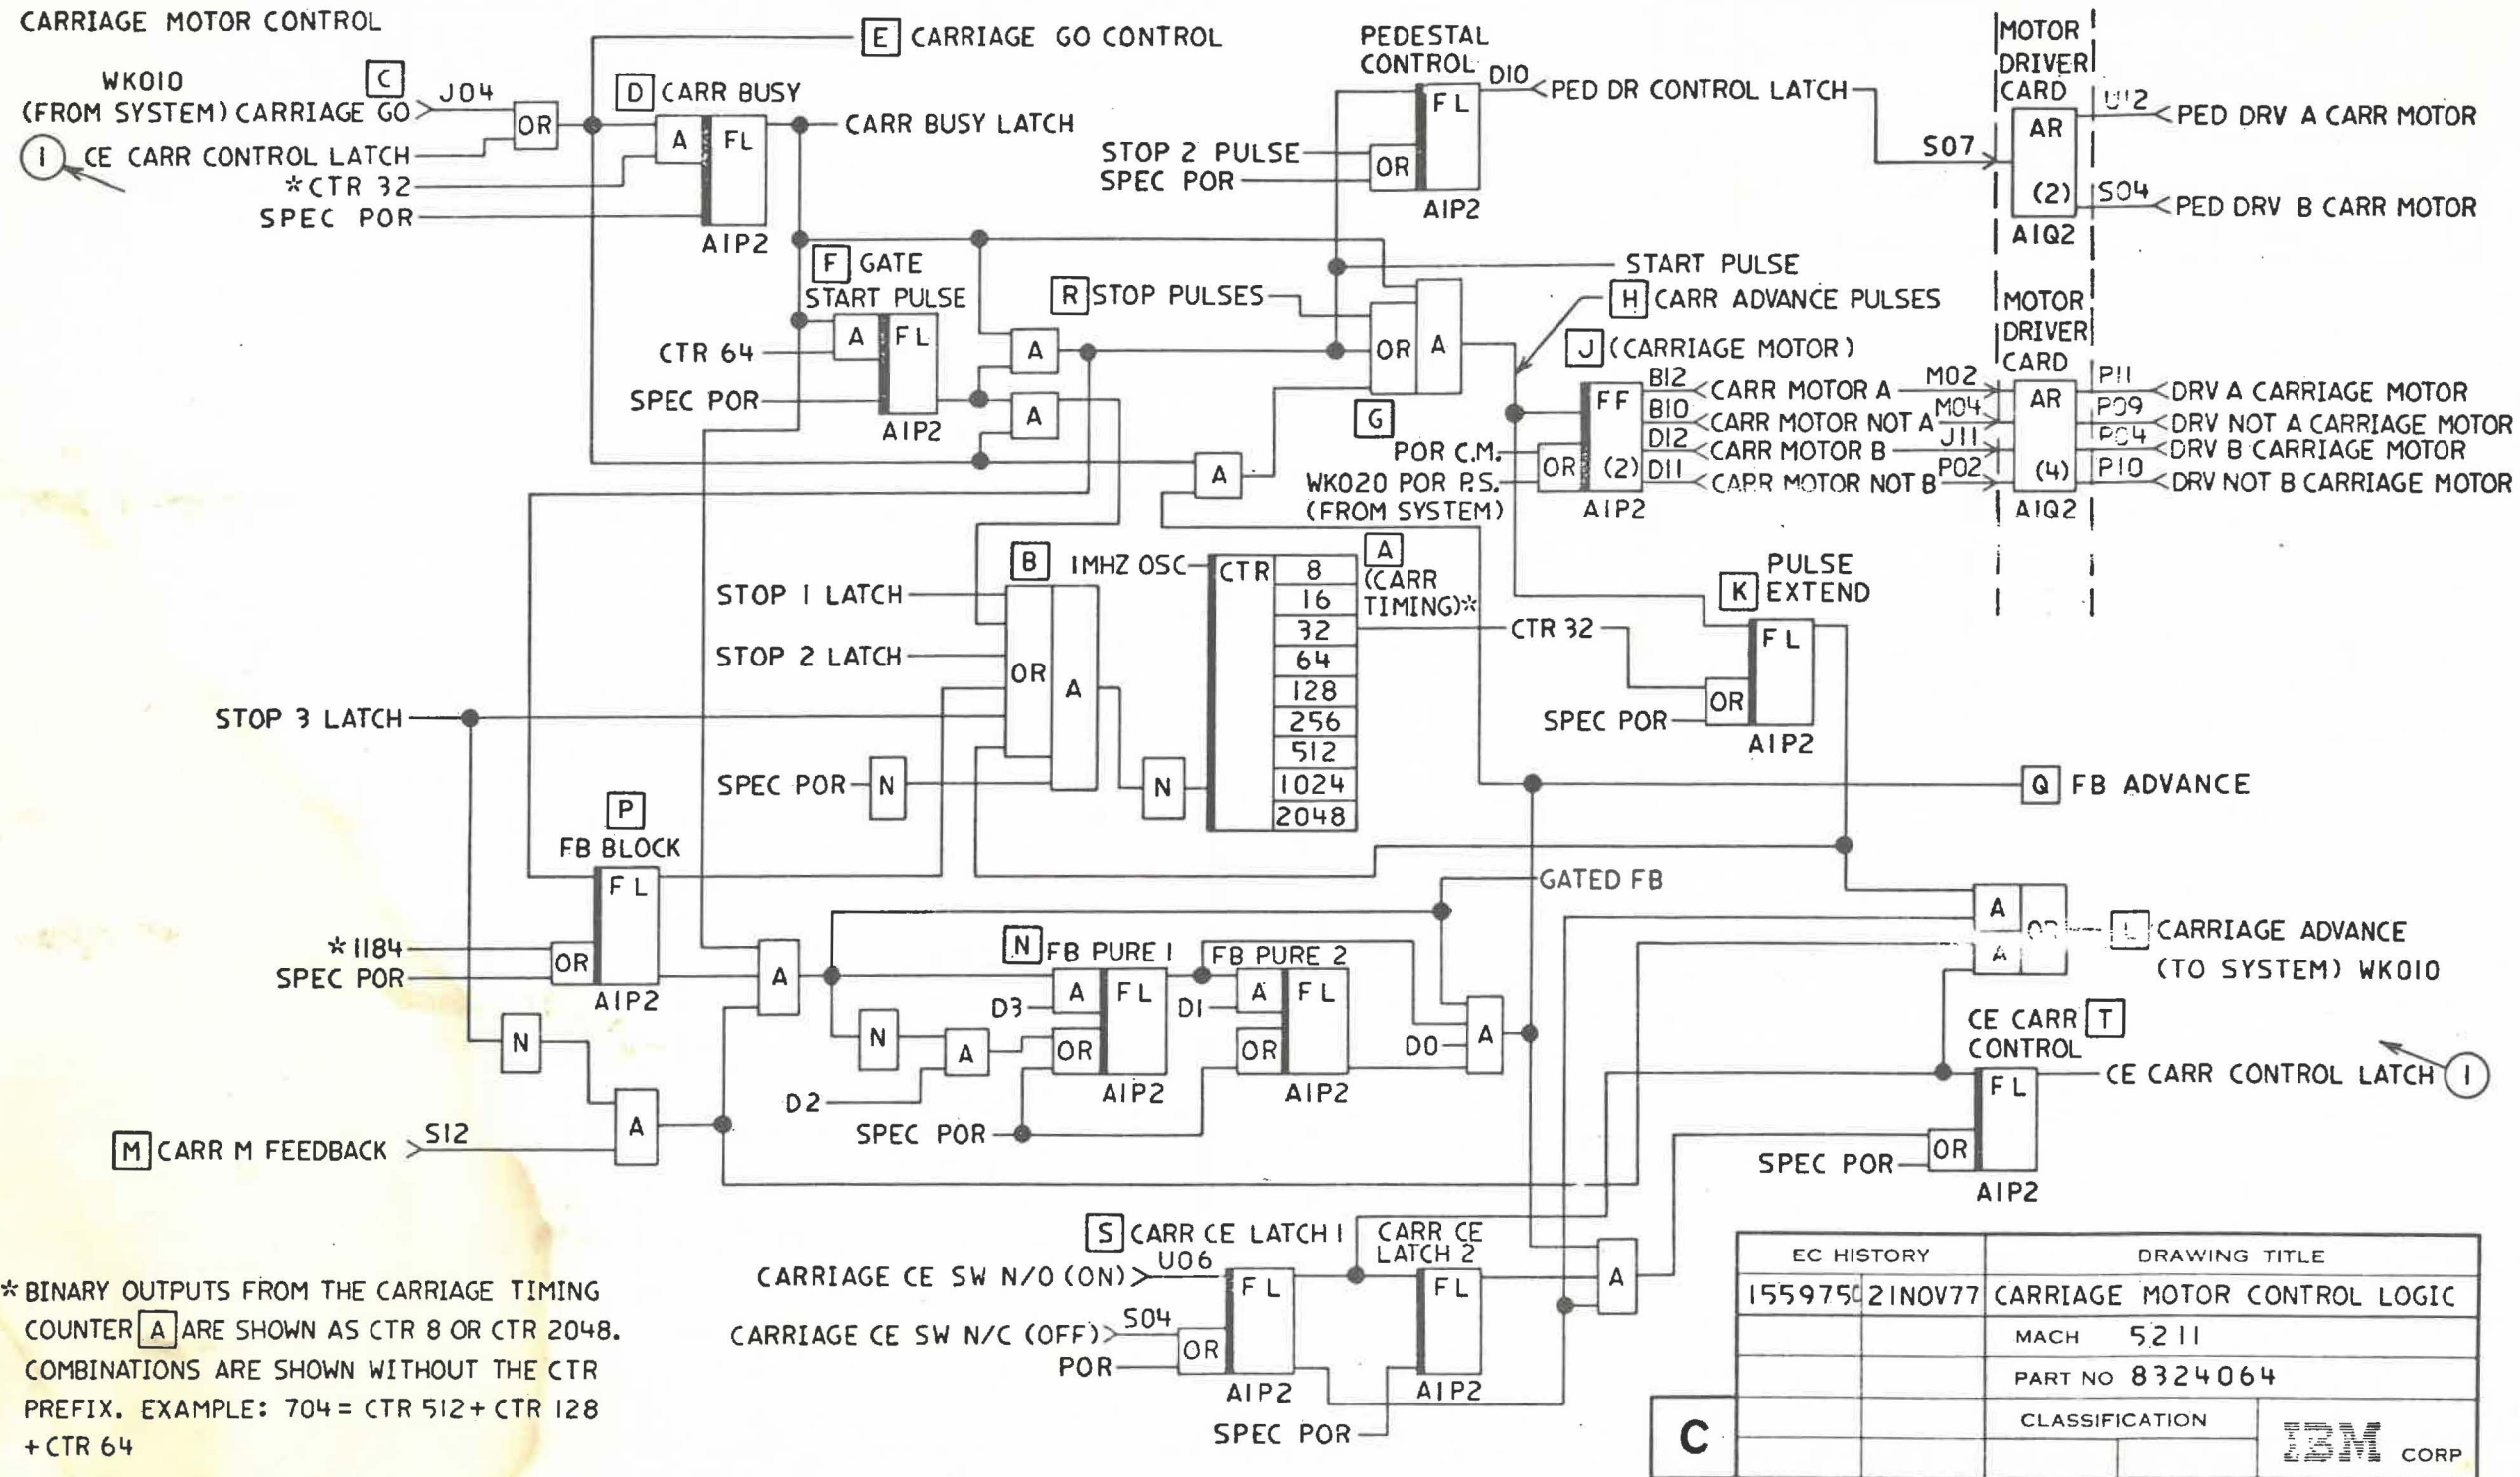 CARRIAGE MOTOR CONTROL
E CARRIAGE GO CONTROL
WK010
(FROM SYSTEM) CARRIAGE GO
C
J04
OR
1 CE CARR CONTROL LATCH
*CTR 32
SPEC POR
D CARR BUSY
A
FL
A1P2
CARR BUSY LATCH
PEDESTAL
CONTROL
FL
D10
PED DR CONTROL LATCH
STOP 2 PULSE
SPEC POR
OR
A1P2
MOTOR
DRIVER
CARD
S07
AR
(2)
A1Q2
PED DRV A CARR MOTOR
S04
PED DRV B CARR MOTOR
F GATE
START PULSE
CTR 64
A
FL
SPEC POR
A1P2
A
A
R STOP PULSES
START PULSE
H CARR ADVANCE PULSES
OR
A
G
A
J (CARRIAGE MOTOR)
POR C.M.
WK020 POR P.S.
(FROM SYSTEM)
OR
FF
(2)
A1P2
B12
CARR MOTOR A
M02
B10
CARR MOTOR NOT A
M04
D12
CARR MOTOR B
J11
D11
CARR MOTOR NOT B
P02
MOTOR
DRIVER
CARD
AR
(4)
A1Q2
P11
DRV A CARRIAGE MOTOR
P09
DRV NOT A CARRIAGE MOTOR
P04
DRV B CARRIAGE MOTOR
P10
DRV NOT B CARRIAGE MOTOR
B
STOP 1 LATCH
STOP 2 LATCH
STOP 3 LATCH
OR
A
SPEC POR
N
N
1MHZ OSC
CTR
8
16
32
64
128
256
512
1024
2048
A
(CARR
TIMING)*
CTR 32
K
PULSE
EXTEND
FL
OR
SPEC POR
A1P2
Q FB ADVANCE
P
FB BLOCK
FL
*1184
SPEC POR
OR
A1P2
A
GATED FB
N FB PURE 1
D3
A
FL
OR
A1P2
FB PURE 2
D1
A
FL
OR
A1P2
N
A
D2
SPEC POR
D0
A
N
A
M CARR M FEEDBACK
S12
A
A
L CARRIAGE ADVANCE
(TO SYSTEM) WK010
CE CARR T
CONTROL
FL
CE CARR CONTROL LATCH 1
OR
SPEC POR
A1P2
S CARR CE LATCH 1
CARR CE
LATCH 2
CARRIAGE CE SW N/O (ON)
U06
FL
FL
A
CARRIAGE CE SW N/C (OFF)
S04
POR
OR
A1P2
A1P2
SPEC POR
* BINARY OUTPUTS FROM THE CARRIAGE TIMING
COUNTER A ARE SHOWN AS CTR 8 OR CTR 2048.
COMBINATIONS ARE SHOWN WITHOUT THE CTR
PREFIX. EXAMPLE: 704 = CTR 512 + CTR 128
+ CTR 64
EC HISTORY
DRAWING TITLE
21NOV77
CARRIAGE MOTOR CONTROL LOGIC
MACH 5211
PART NO 8324064
CLASSIFICATION
C
IBM CORP